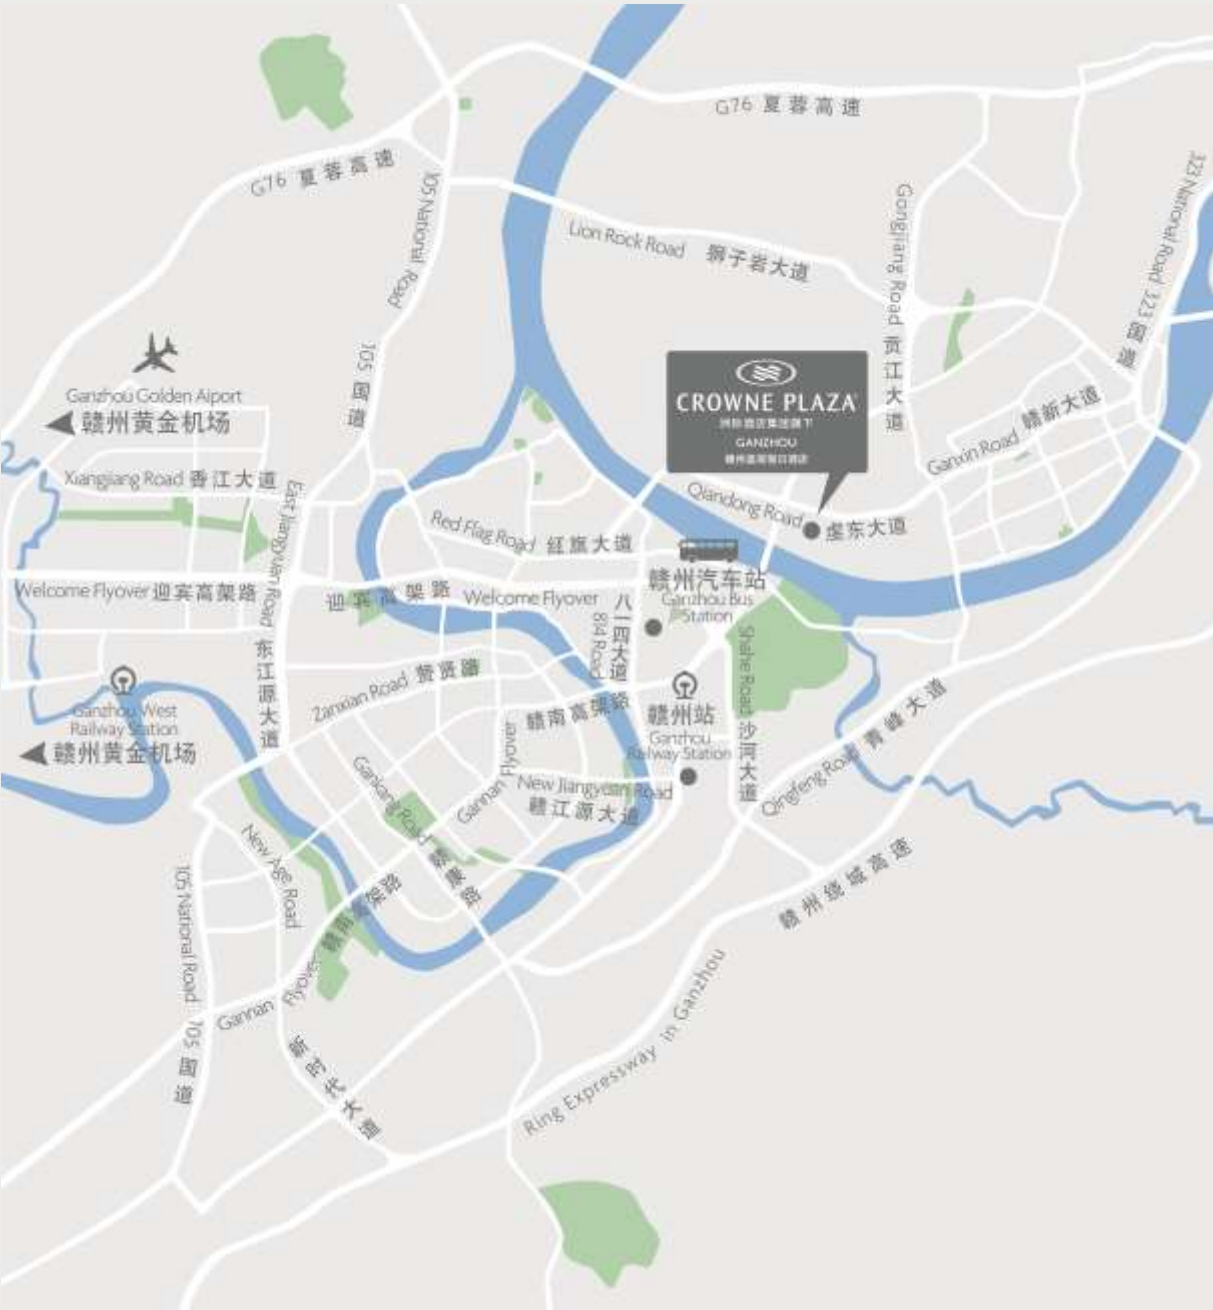 G76 夏蓉高速
G76 夏蓉高速
105 National Road
105 国道
Lion Rock Road 狮子岩大道
Gongjiang Road 贡江大道
323 National Road 323 国道
Ganzhou Golden Aiport
赣州黄金机场
CROWNE PLAZA
洲际酒店集团旗下
GANZHOU
Ganxin Road 赣新大道
Xiangjiang Road 香江大道
East Jiangyuan Road 东江源大道
Qiandong Road 虔东大道
Red Flag Road 红旗大道
赣州汽车站
Ganzhou Bus
Station
Welcome Flyover 迎宾高架路
迎宾高架路 Welcome Flyover
八一四大道
814 Road
Shahe Road 沙河大道
Zanxian Road 赞贤路
赣州站
Ganzhou
Railway Station
Ganzhou West
Railway Station
赣州黄金机场
赣南高架路
Gannan Flyover
New Jiangyuan Road
赣江源大道
Gankang Road 赣康路
Qingfeng Road 青峰大道
New Age Road
新时代大道
105 National Road 105 国道
Gannan Flyover 赣南高架路
赣州绕城高速
Ring Expressway in Ganzhou